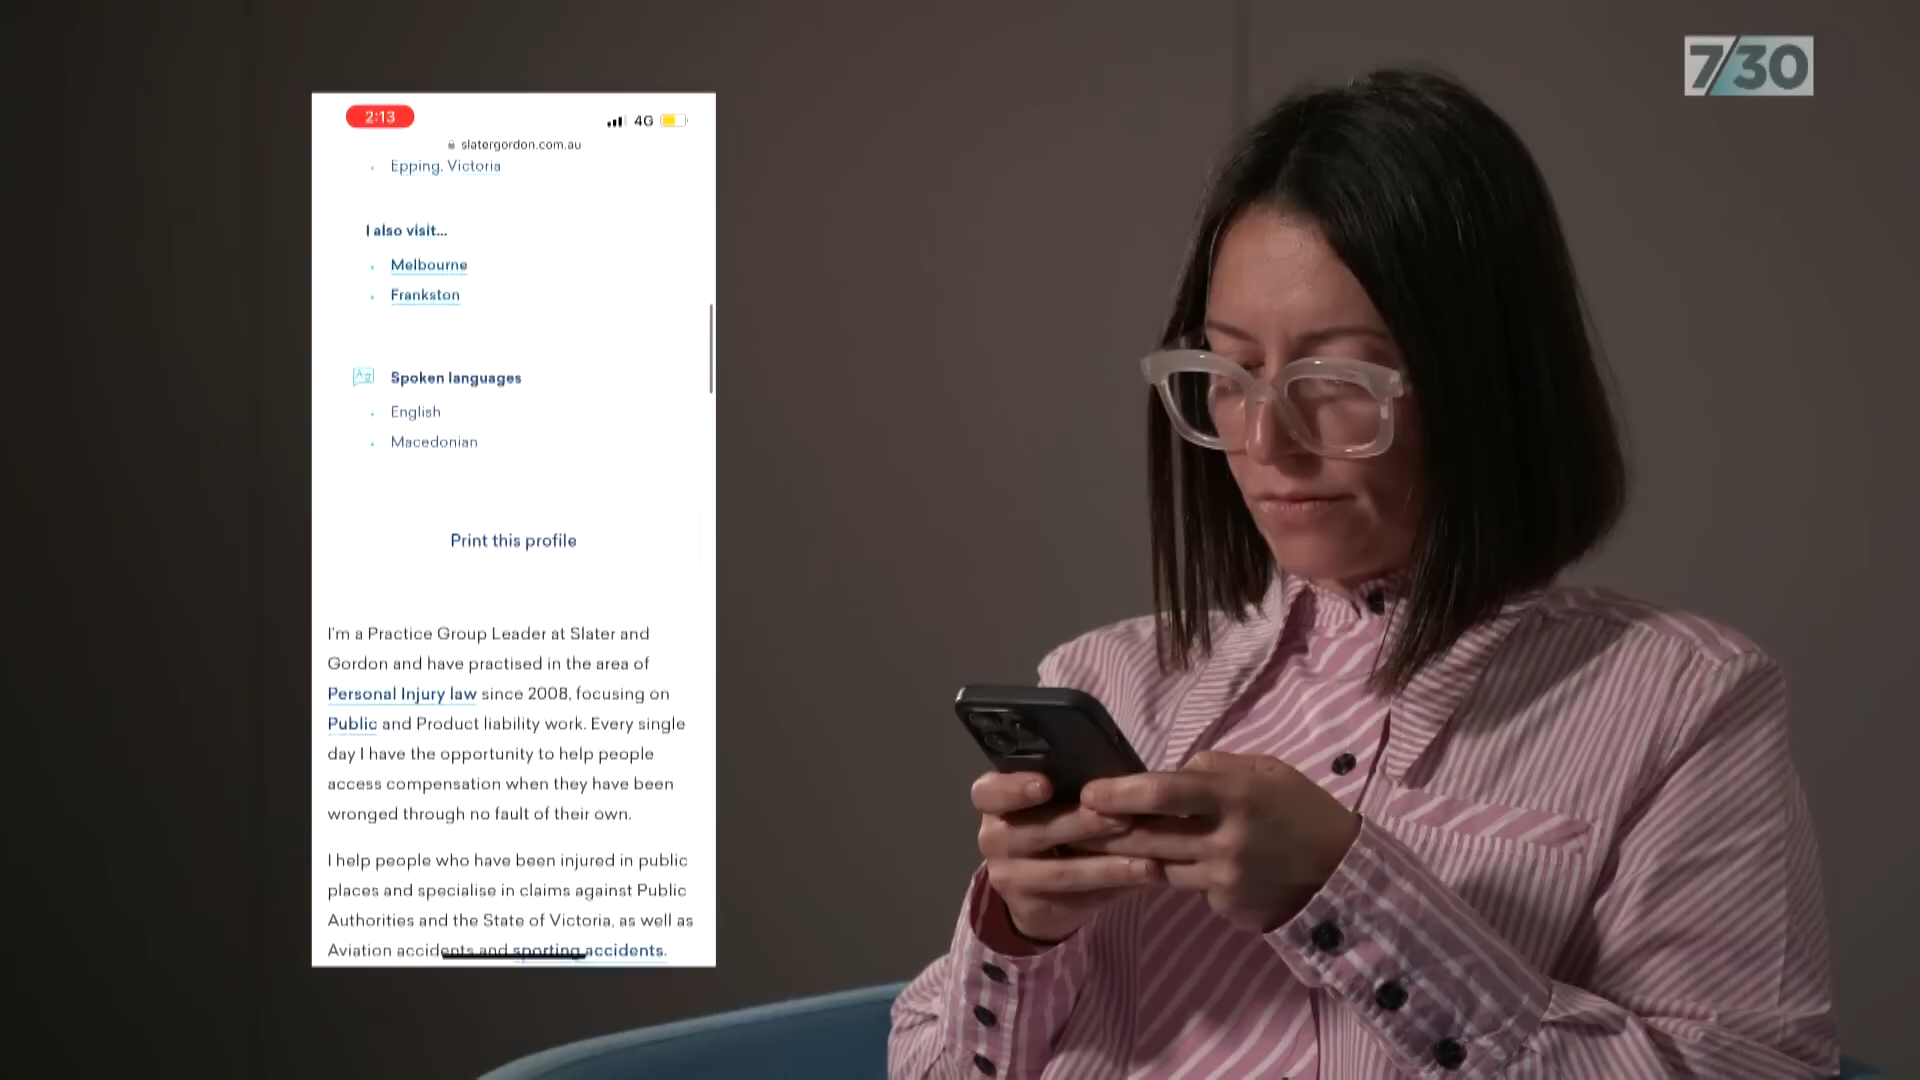 7/30
2:13
4G
slatergordon.com.au
Epping, Victoria
I also visit...
Melbourne
Frankston
Spoken languages
English
Macedonian
Print this profile
I'm a Practice Group Leader at Slater and
Gordon and have practised in the area of
Personal Injury law since 2008, focusing on
Public and Product liability work. Every single
day I have the opportunity to help people
access compensation when they have been
wronged through no fault of their own.
I help people who have been injured in public
places and specialise in claims against Public
Authorities and the State of Victoria, as well as
Aviation accidents and sporting accidents.